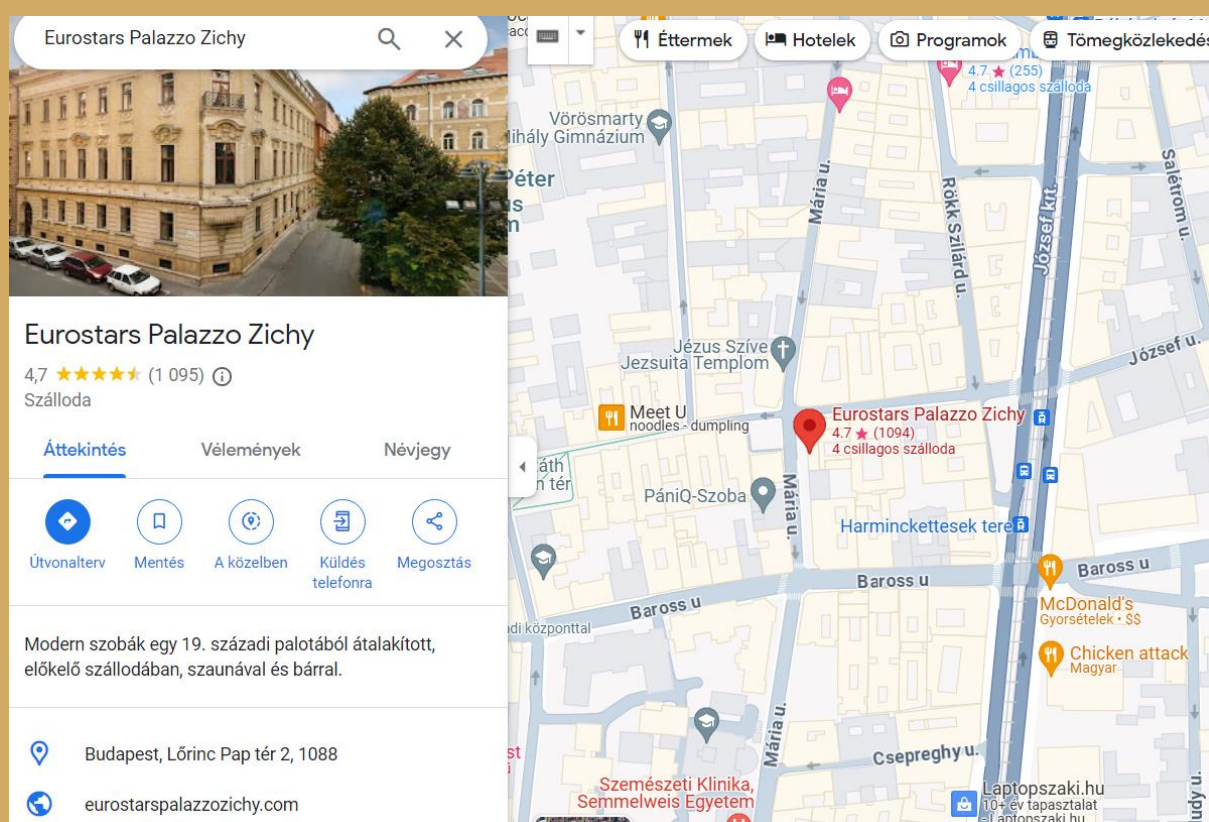 Eurostars Palazzo Zichy
Eurostars Palazzo Zichy
4,7 (1 095)
Szálloda
Áttekintés Vélemények Névjegy
Útvonalterv Mentés A közelben Küldés telefonra Megosztás
Modern szobák egy 19. századi palotából átalakított,
előkelő szállodában, szaunával és bárral.
Budapest, Lőrinc Pap tér 2, 1088
eurostarspalazzozichy.com
Éttermek Hotelek Programok Tömegközlekedés
4.7 ★ (255)
4 csillagos szálloda
Vörösmarty
Mihály Gimnázium
Péter
Mária u.
Rökk Szilárd u.
József krt.
Salétrom u.
József u.
Jézus Szíve
Jezsuita Templom
Meet U
noodles - dumpling
Eurostars Palazzo Zichy
4.7 ★ (1094)
4 csillagos szálloda
PániQ-Szoba
Mária u.
Harminckettesek tere
Baross u
Baross u
Baross u
McDonald's
Gyorsételek • $$
Chicken attack
Magyar
Mária u.
Csepreghy u.
Szemészeti Klinika,
Semmelweis Egyetem
Laptopszaki.hu
10+ év tapasztalat
- Laptopszaki.hu